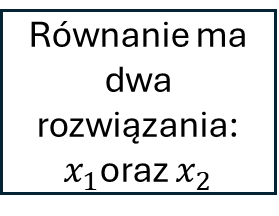 Równanie ma
dwa
rozwiązania:
𝑥₁ oraz 𝑥₂